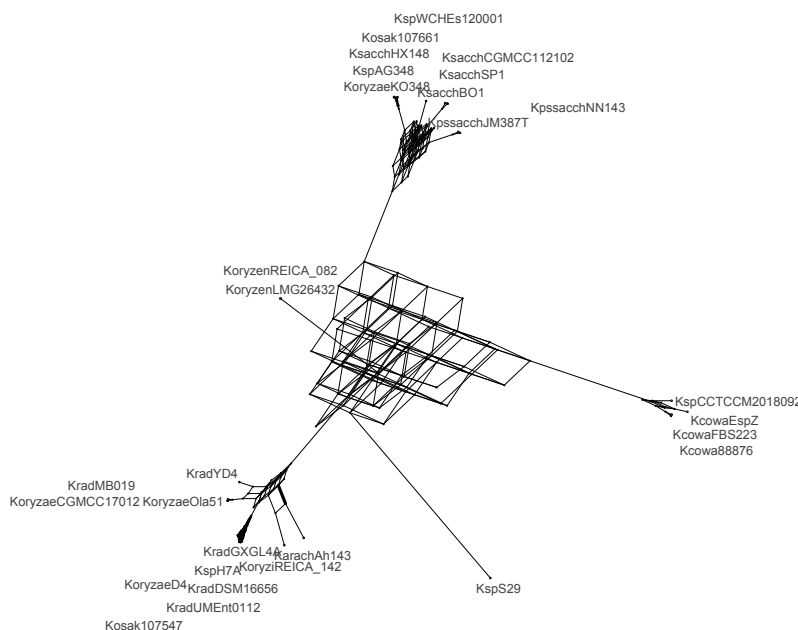 KspWCHEs120001
Kosak107661
KsacchHX148
KsacchCGMCC112102
KspAG348
KsacchSP1
KoryzaeKO348
KsacchBO1
KpssacchNN143
KpssacchJM387T
KoryzenREICA_082
KoryzenLMG26432
KspCCTCCM2018092
KcowaEspZ
KcowaFBS223
Kcowa88876
KradYD4
KradMB019
KoryzaeCGMCC17012
KoryzaeOla51
KradGXGL4A
KarachAh143
KspH7A
KoryziREICA_142
KoryzaeD4
KradDSM16656
KspS29
KradUMEnt0112
Kosak107547